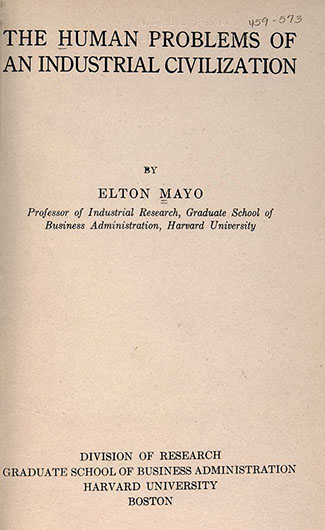 459-573
THE HUMAN PROBLEMS OF
AN INDUSTRIAL CIVILIZATION
BY
ELTON MAYO
Professor of Industrial Research, Graduate School of
Business Administration, Harvard University
DIVISION OF RESEARCH
GRADUATE SCHOOL OF BUSINESS ADMINISTRATION
HARVARD UNIVERSITY
BOSTON